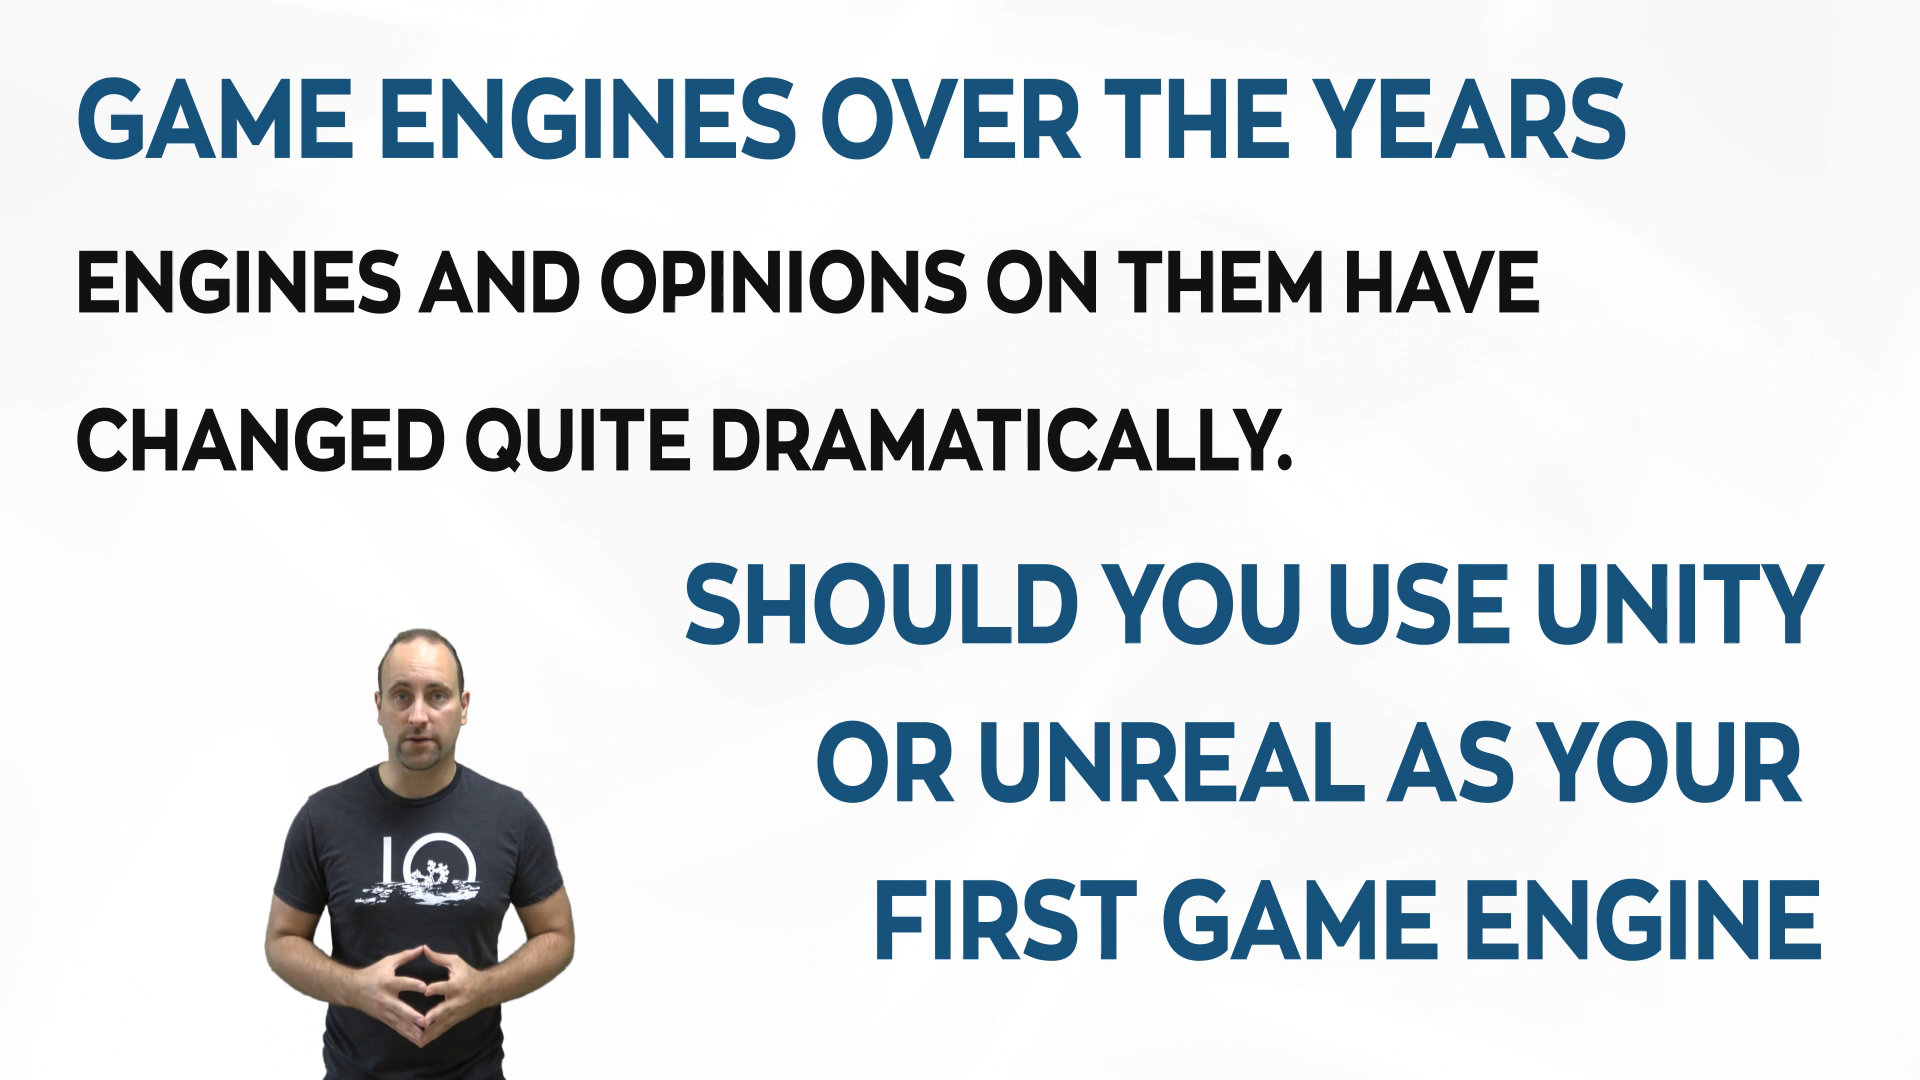 GAME ENGINES OVER THE YEARS
ENGINES AND OPINIONS ON THEM HAVE
CHANGED QUITE DRAMATICALLY.
SHOULD YOU USE UNITY
OR UNREAL AS YOUR
FIRST GAME ENGINE
IO